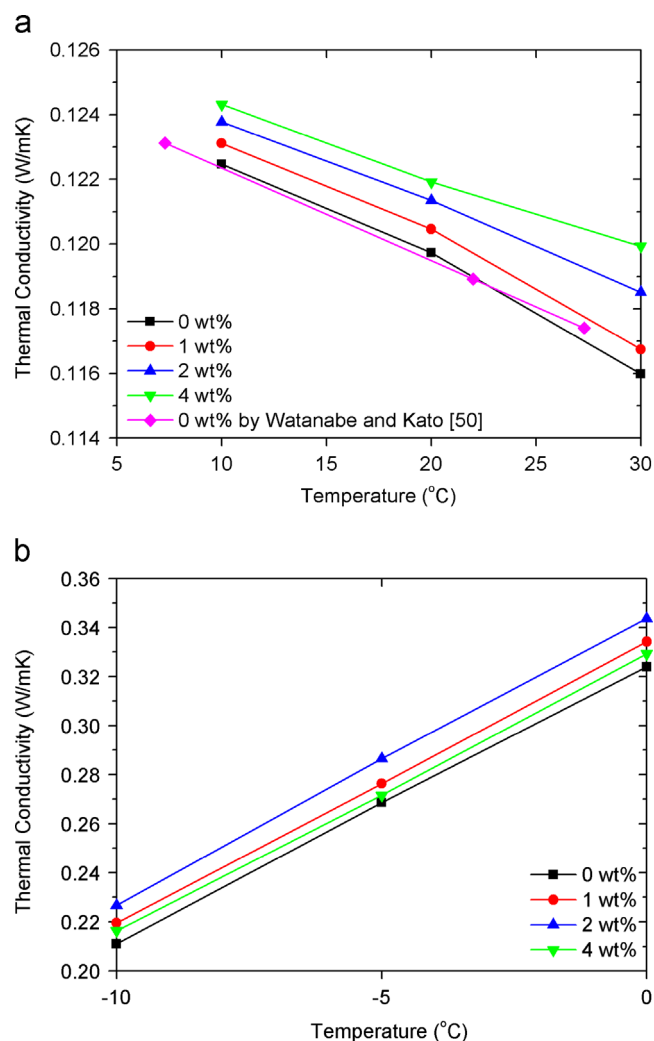 a
0.126
0.124
0.122
0.120
0.118
0.116
0.114
Thermal Conductivity (W/mK)
0 wt%
1 wt%
2 wt%
4 wt%
0 wt% by Watanabe and Kato [50]
5 10 15 20 25 30
Temperature (°C)
b
0.36
0.34
0.32
0.30
0.28
0.26
0.24
0.22
0.20
Thermal Conductivity (W/mK)
0 wt%
1 wt%
2 wt%
4 wt%
-10 -5 0
Temperature (°C)